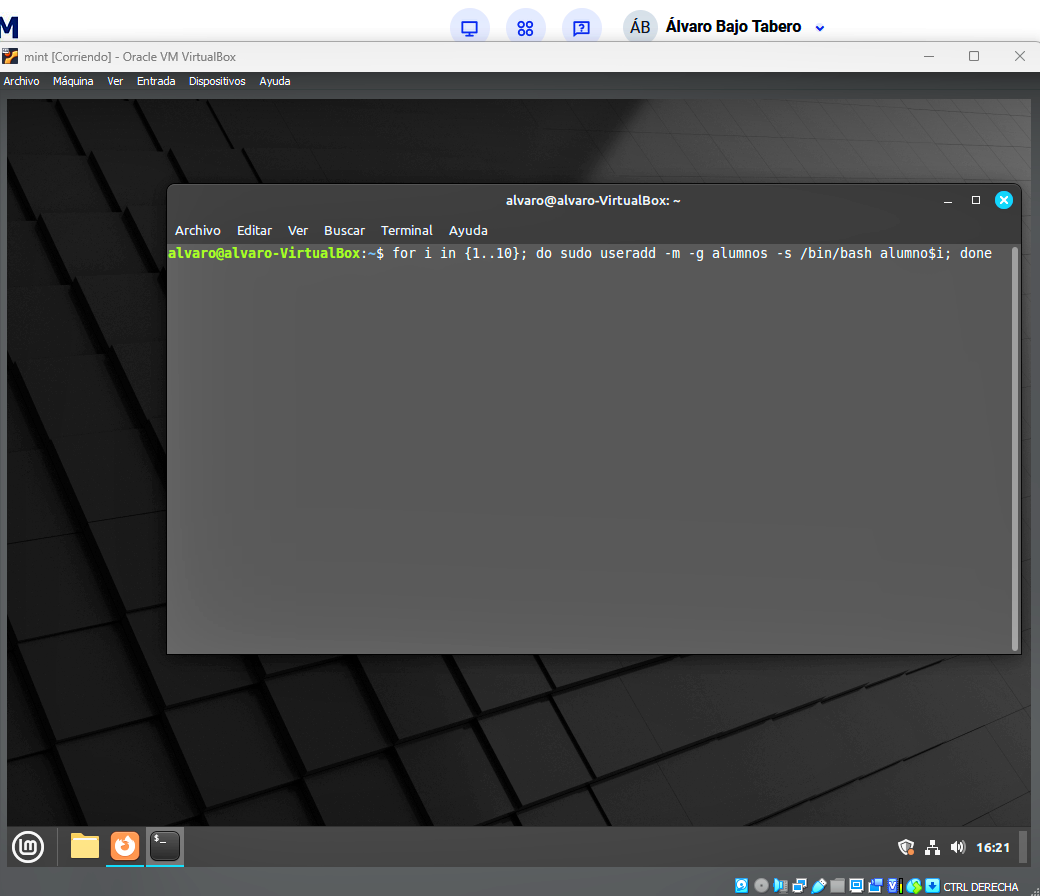 M
ÁB Álvaro Bajo Tabero
mint [Corriendo] - Oracle VM VirtualBox
Archivo Máquina Ver Entrada Dispositivos Ayuda
alvaro@alvaro-VirtualBox: ~
Archivo Editar Ver Buscar Terminal Ayuda
alvaro@alvaro-VirtualBox:~$ for i in {1..10}; do sudo useradd -m -g alumnos -s /bin/bash alumno$i; done
$_
16:21
CTRL DERECHA